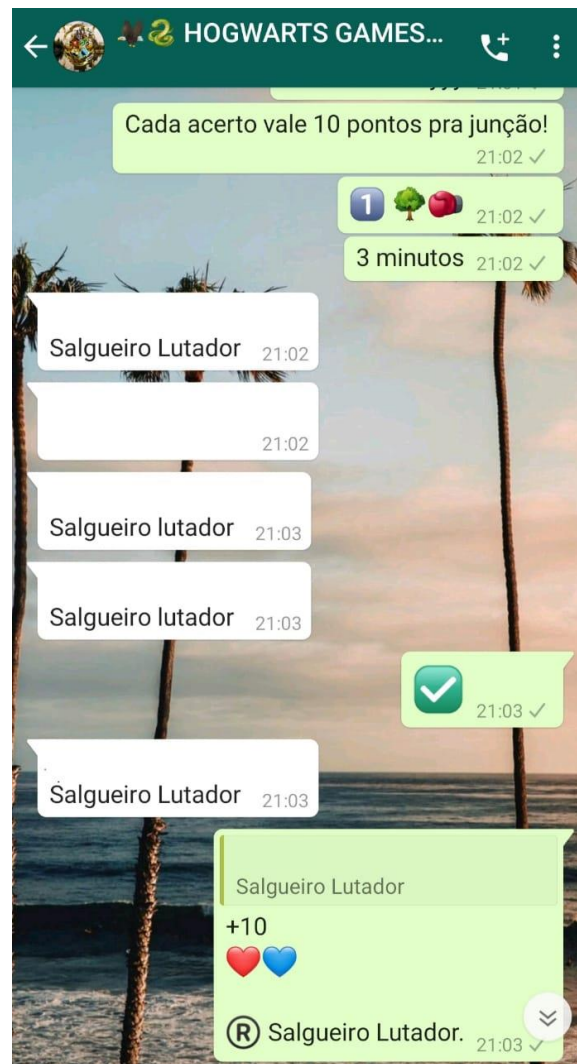 HOGWARTS GAMES...
Cada acerto vale 10 pontos pra junção!
21:02
1 21:02
3 minutos 21:02
Salgueiro Lutador 21:02
21:02
Salgueiro lutador 21:03
Salgueiro lutador 21:03
21:03
Salgueiro Lutador 21:03
Salgueiro Lutador
+10
® Salgueiro Lutador. 21:03